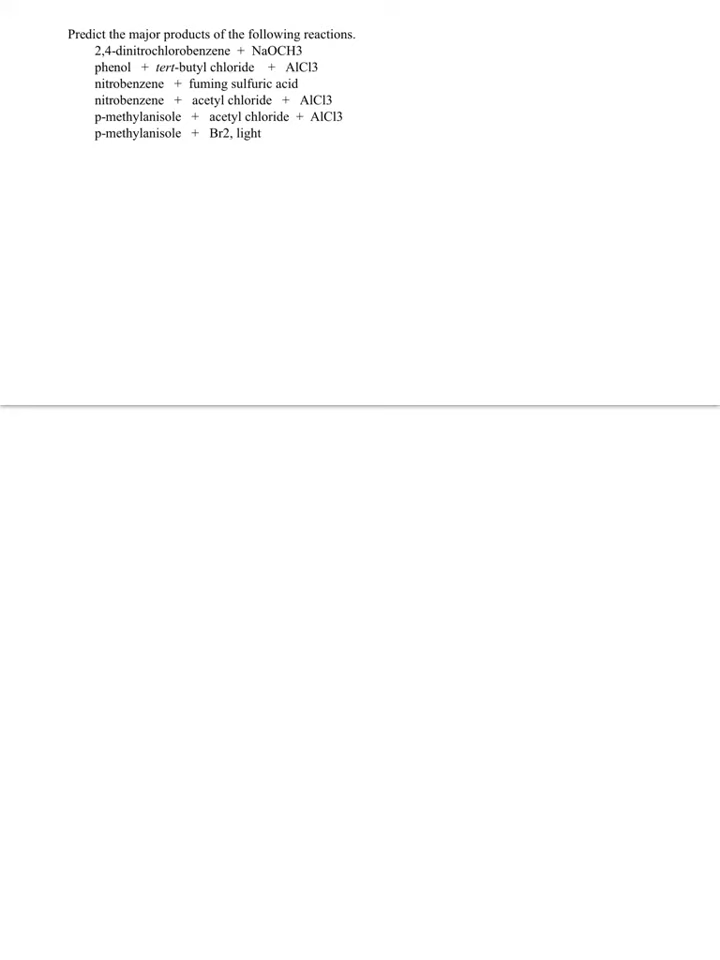 Predict the major products of the following reactions.
2,4-dinitrochlorobenzene + NaOCH3
phenol + tert-butyl chloride + AlCl3
nitrobenzene + fuming sulfuric acid
nitrobenzene + acetyl chloride + AlCl3
p-methylanisole + acetyl chloride + AlCl3
p-methylanisole + Br2, light